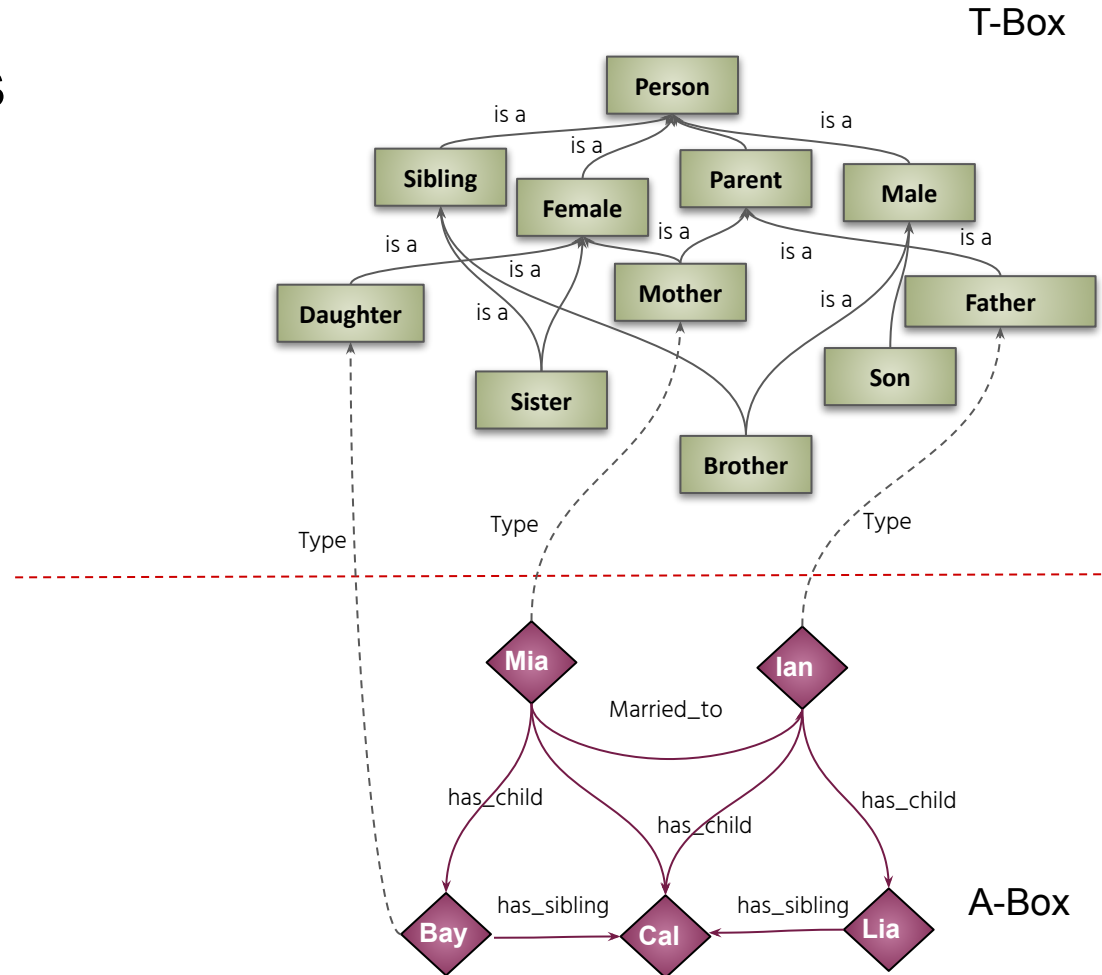 T-Box
s
Person
is a
is a
is a
Sibling
Female
Parent
Male
is a
is a
is a
is a
is a
is a
is a
Daughter
Mother
Father
Sister
Son
Brother
Type
Type
Type
Mia
Ian
Married_to
has_child
has_child
has_child
has_sibling
has_sibling
A-Box
Bay
Cal
Lia